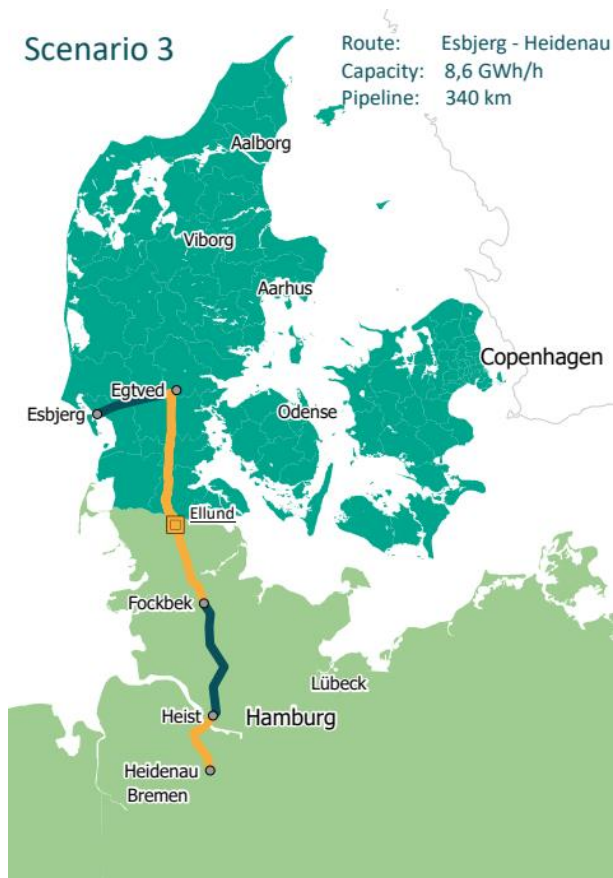 Scenario 3
Route: Esbjerg - Heidenau
Capacity: 8,6 GWh/h
Pipeline: 340 km
Aalborg
Viborg
Aarhus
Copenhagen
Egtved
Esbjerg
Odense
Ellund
Fockbek
Lübeck
Heist
Hamburg
Heidenau
Bremen